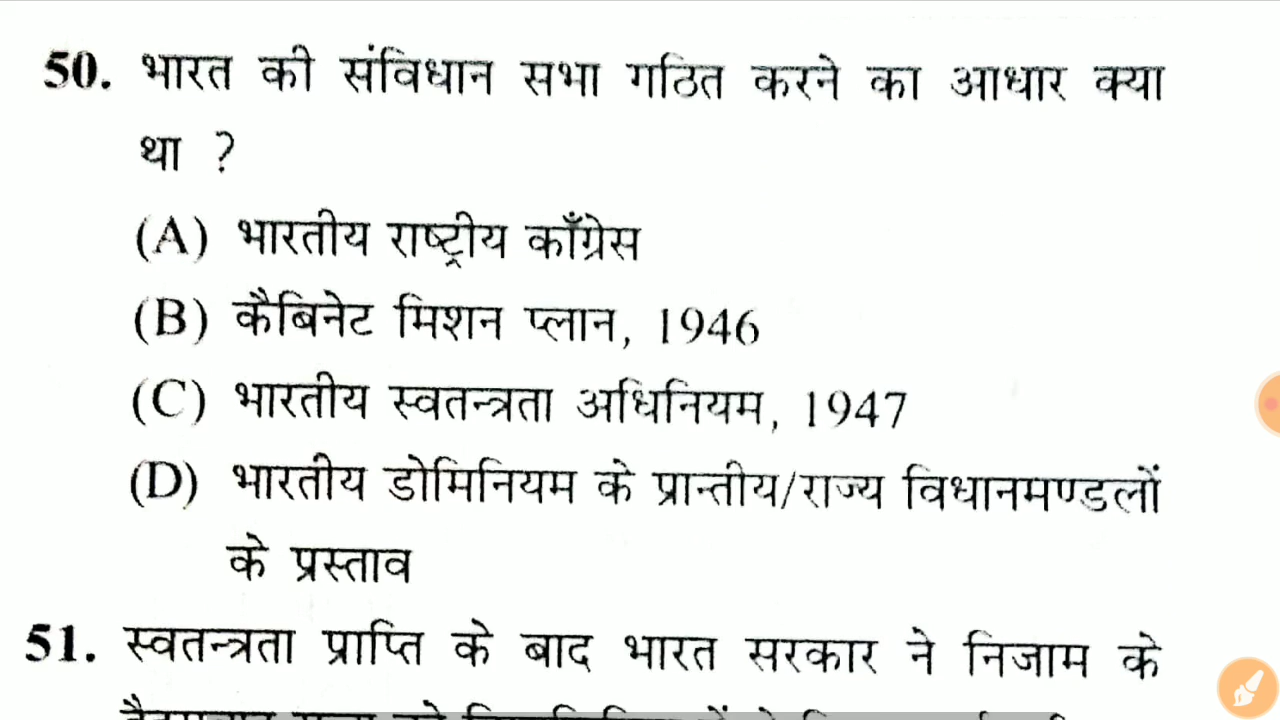 50. भारत की संविधान सभा गठित करने का आधार क्या
था ?
(A) भारतीय राष्ट्रीय काँग्रेस
(B) कैबिनेट मिशन प्लान, 1946
(C) भारतीय स्वतन्त्रता अधिनियम, 1947
(D) भारतीय डोमिनियम के प्रान्तीय/राज्य विधानमण्डलों
के प्रस्ताव
51. स्वतन्त्रता प्राप्ति के बाद भारत सरकार ने निजाम के